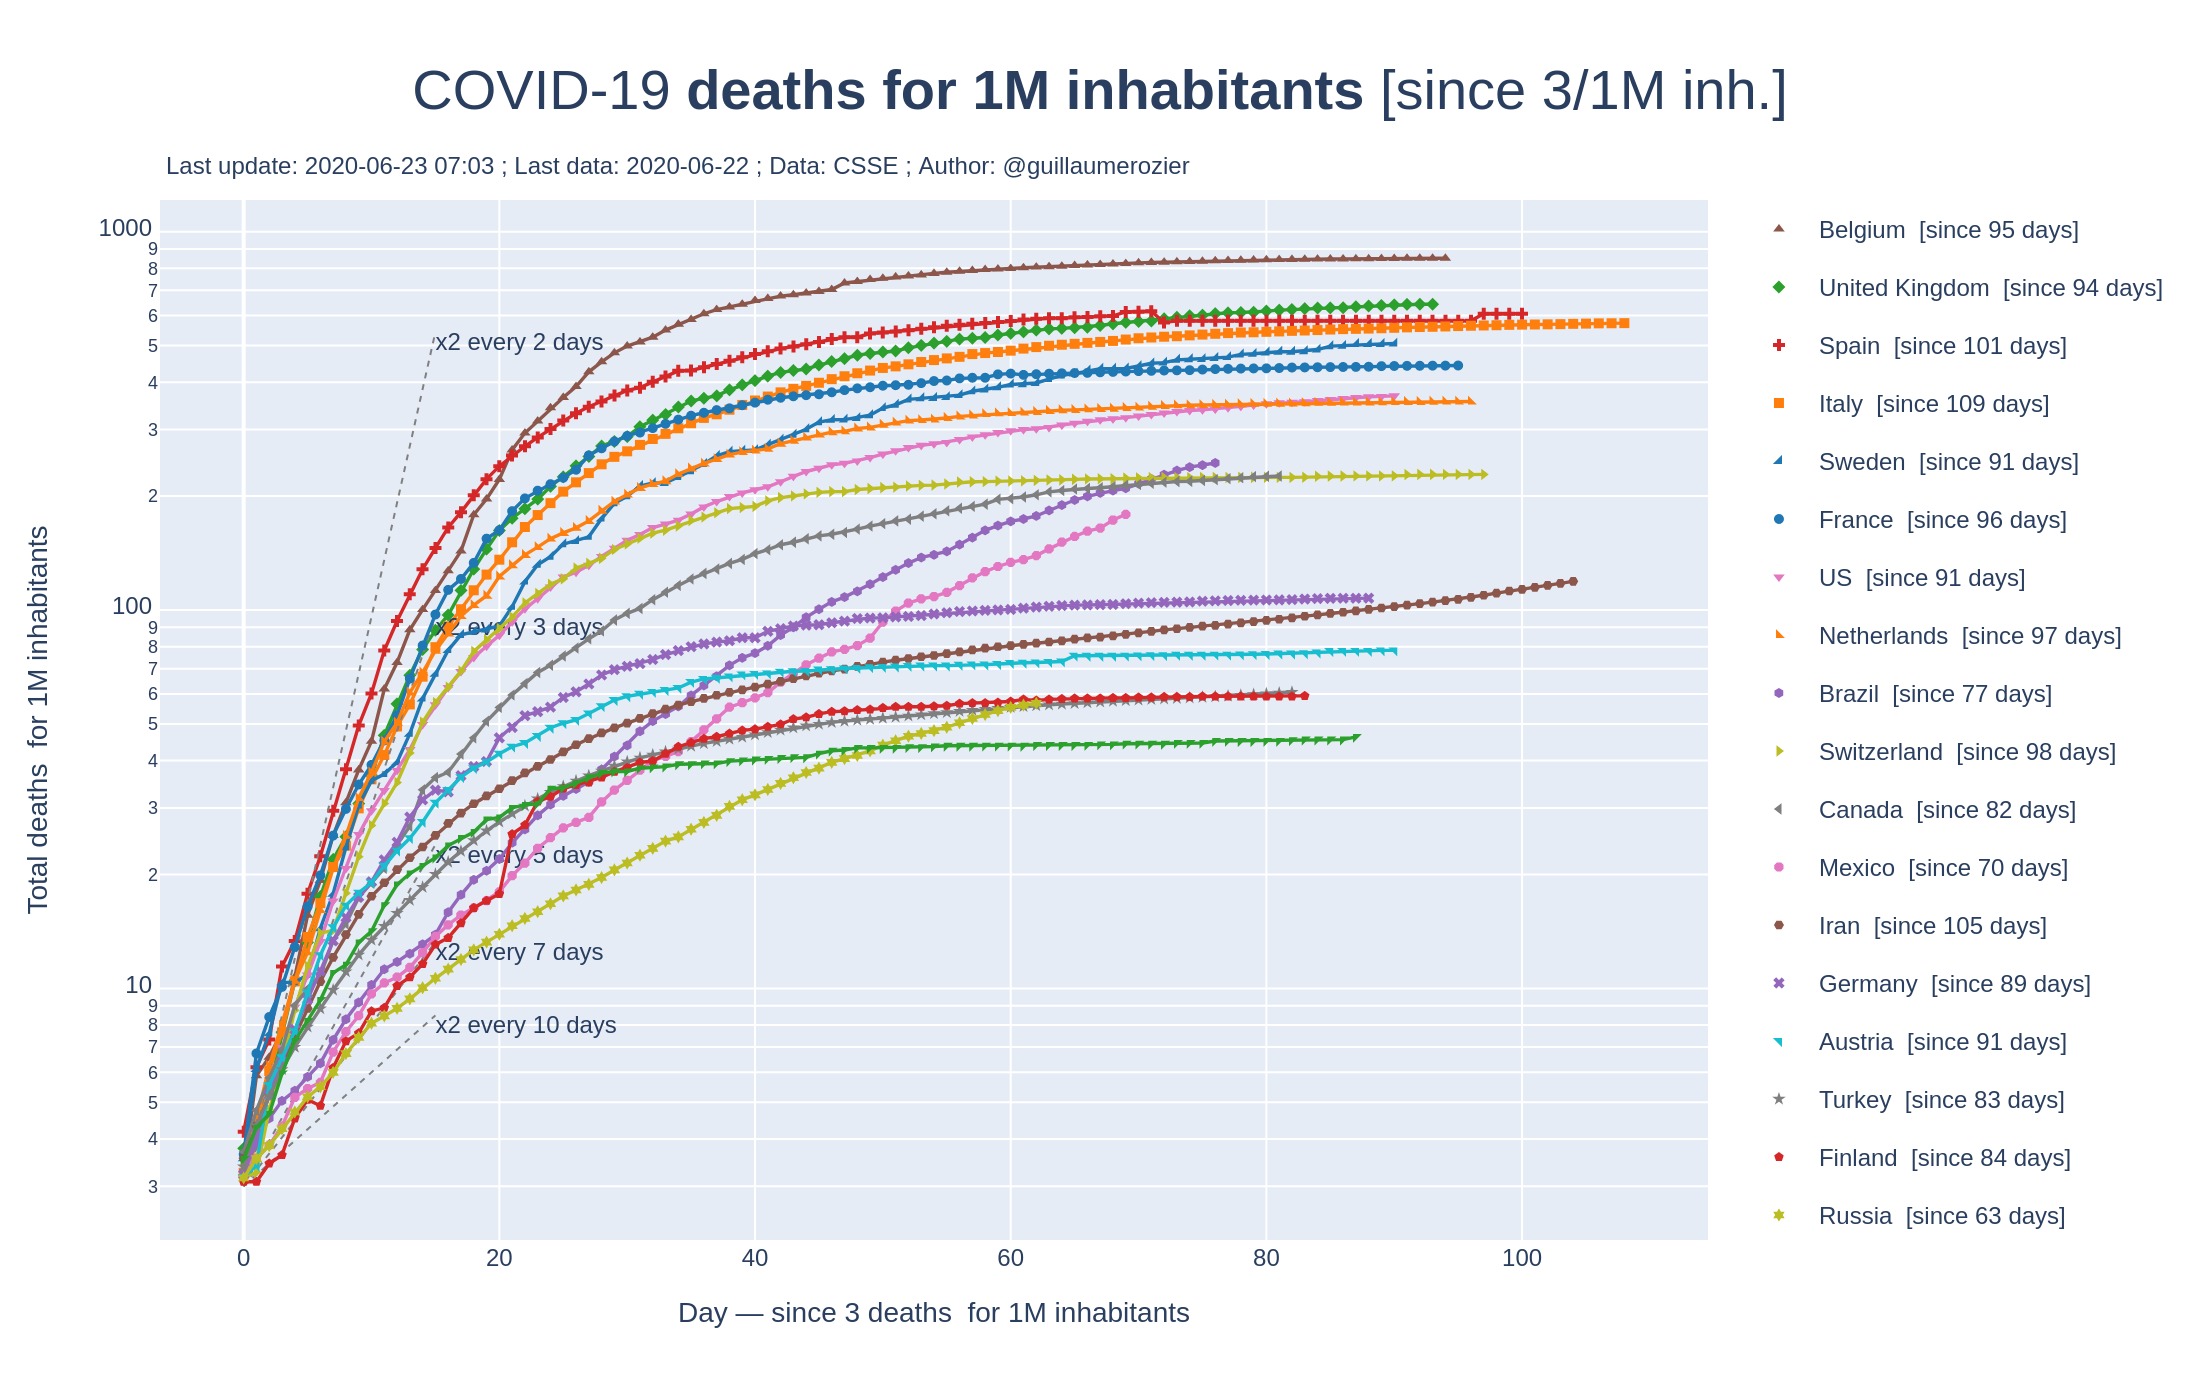 COVID-19 deaths for 1M inhabitants [since 3/1M inh.]
Last update: 2020-06-23 07:03 ; Last data: 2020-06-22 ; Data: CSSE ; Author: @guillaumerozier
Total deaths for 1M inhabitants
1000
9
8
7
6
5
4
3
2
100
9
8
7
6
5
4
3
2
10
9
8
7
6
5
4
3
x2 every 2 days
x2 every 3 days
x2 every 5 days
x2 every 7 days
x2 every 10 days
0 20 40 60 80 100
Day — since 3 deaths for 1M inhabitants
Belgium [since 95 days]
United Kingdom [since 94 days]
Spain [since 101 days]
Italy [since 109 days]
Sweden [since 91 days]
France [since 96 days]
US [since 91 days]
Netherlands [since 97 days]
Brazil [since 77 days]
Switzerland [since 98 days]
Canada [since 82 days]
Mexico [since 70 days]
Iran [since 105 days]
Germany [since 89 days]
Austria [since 91 days]
Turkey [since 83 days]
Finland [since 84 days]
Russia [since 63 days]